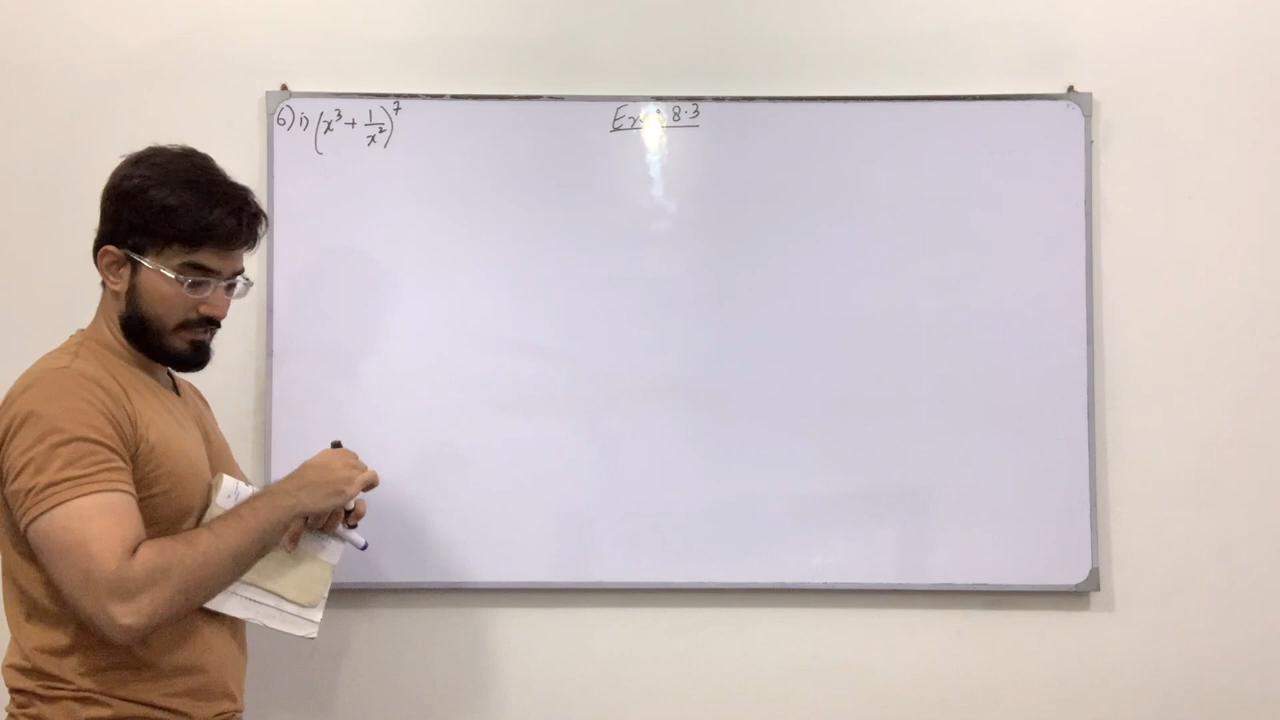 6) i) (x³ + 1/x²)⁷
8.3